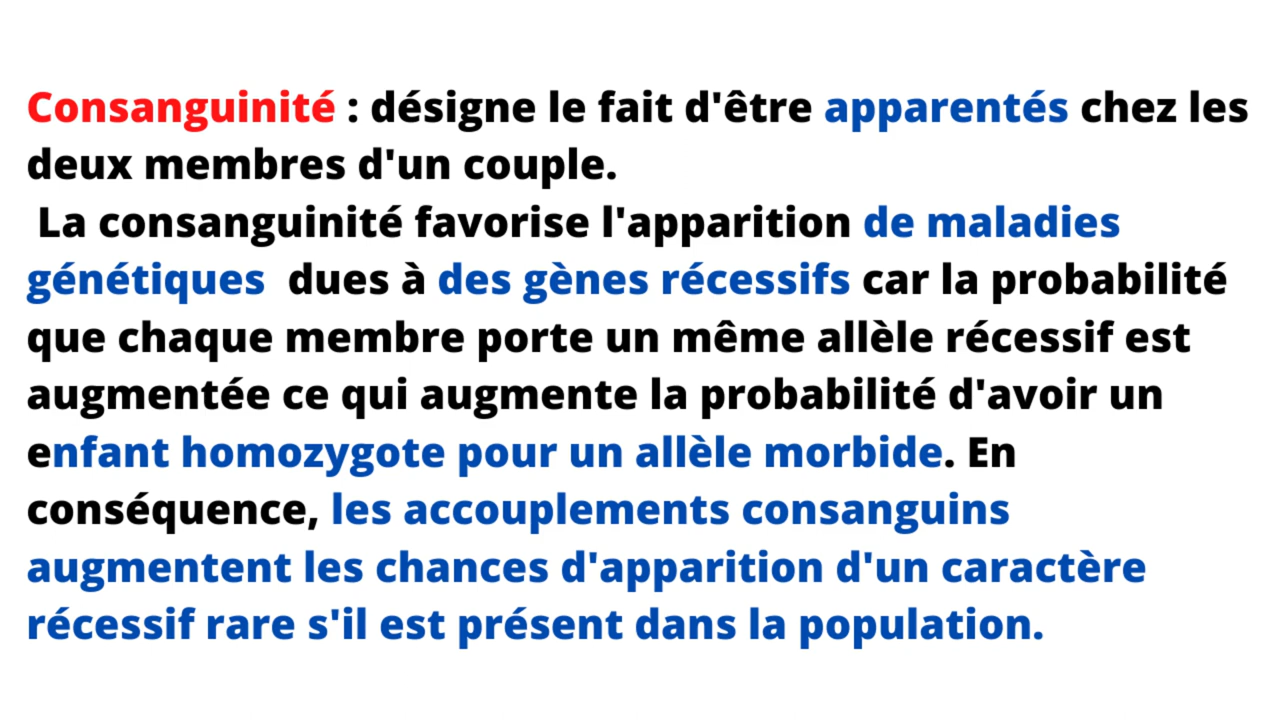 Consanguinité : désigne le fait d'être apparentés chez les
deux membres d'un couple.
La consanguinité favorise l'apparition de maladies
génétiques dues à des gènes récessifs car la probabilité
que chaque membre porte un même allèle récessif est
augmentée ce qui augmente la probabilité d'avoir un
enfant homozygote pour un allèle morbide. En
conséquence, les accouplements consanguins
augmentent les chances d'apparition d'un caractère
récessif rare s'il est présent dans la population.